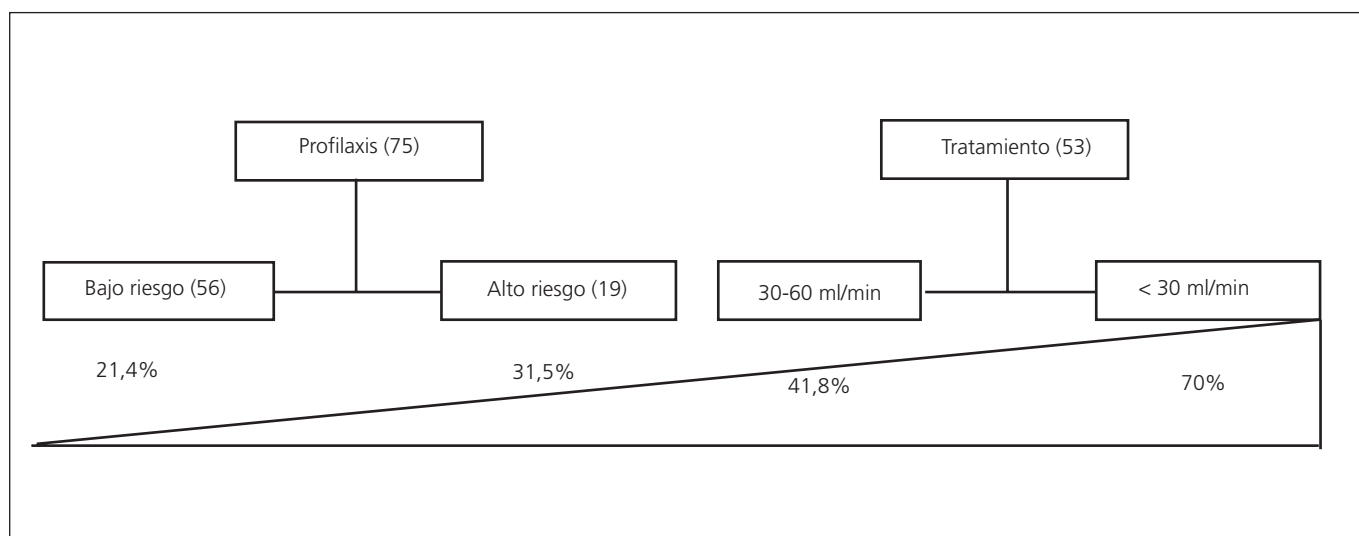 Profilaxis (75)
Tratamiento (53)
Bajo riesgo (56)
Alto riesgo (19)
30-60 ml/min
< 30 ml/min
21,4%
31,5%
41,8%
70%